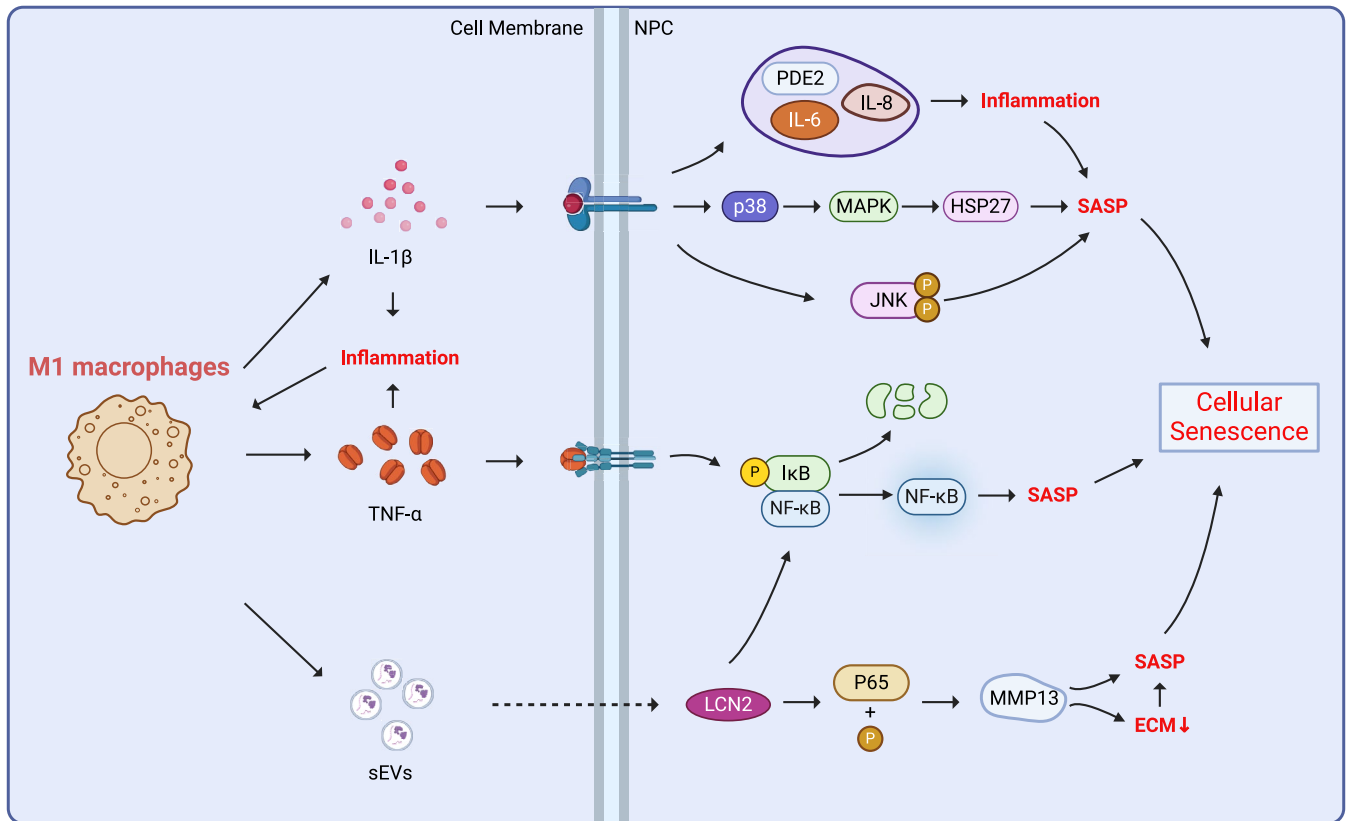 Cell Membrane
NPC
PDE2
IL-8
IL-6
Inflammation
p38
MAPK
HSP27
SASP
IL-1β
JNK
P
P
M1 macrophages
Inflammation
Cellular
Senescence
P
IκB
NF-κB
NF-κB
SASP
TNF-α
SASP
P65
LCN2
+
MMP13
ECM↓
P
sEVs